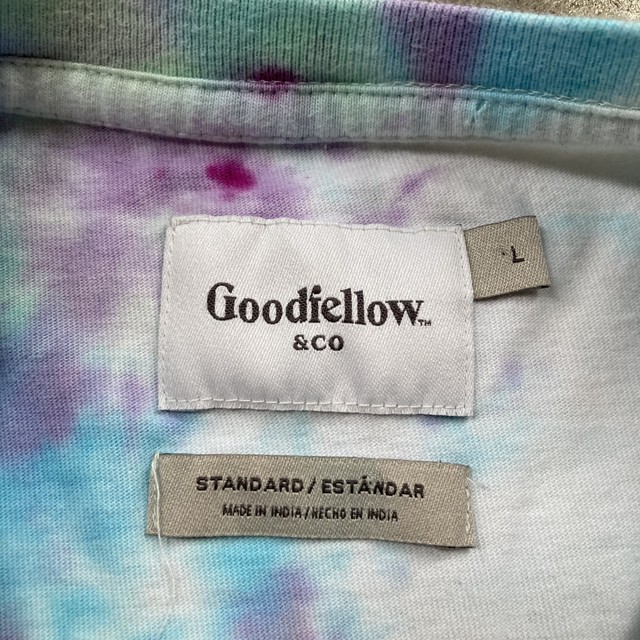 Goodfellow™
&CO
L
STANDARD/ESTÁNDAR
MADE IN INDIA/HECHO EN INDIA